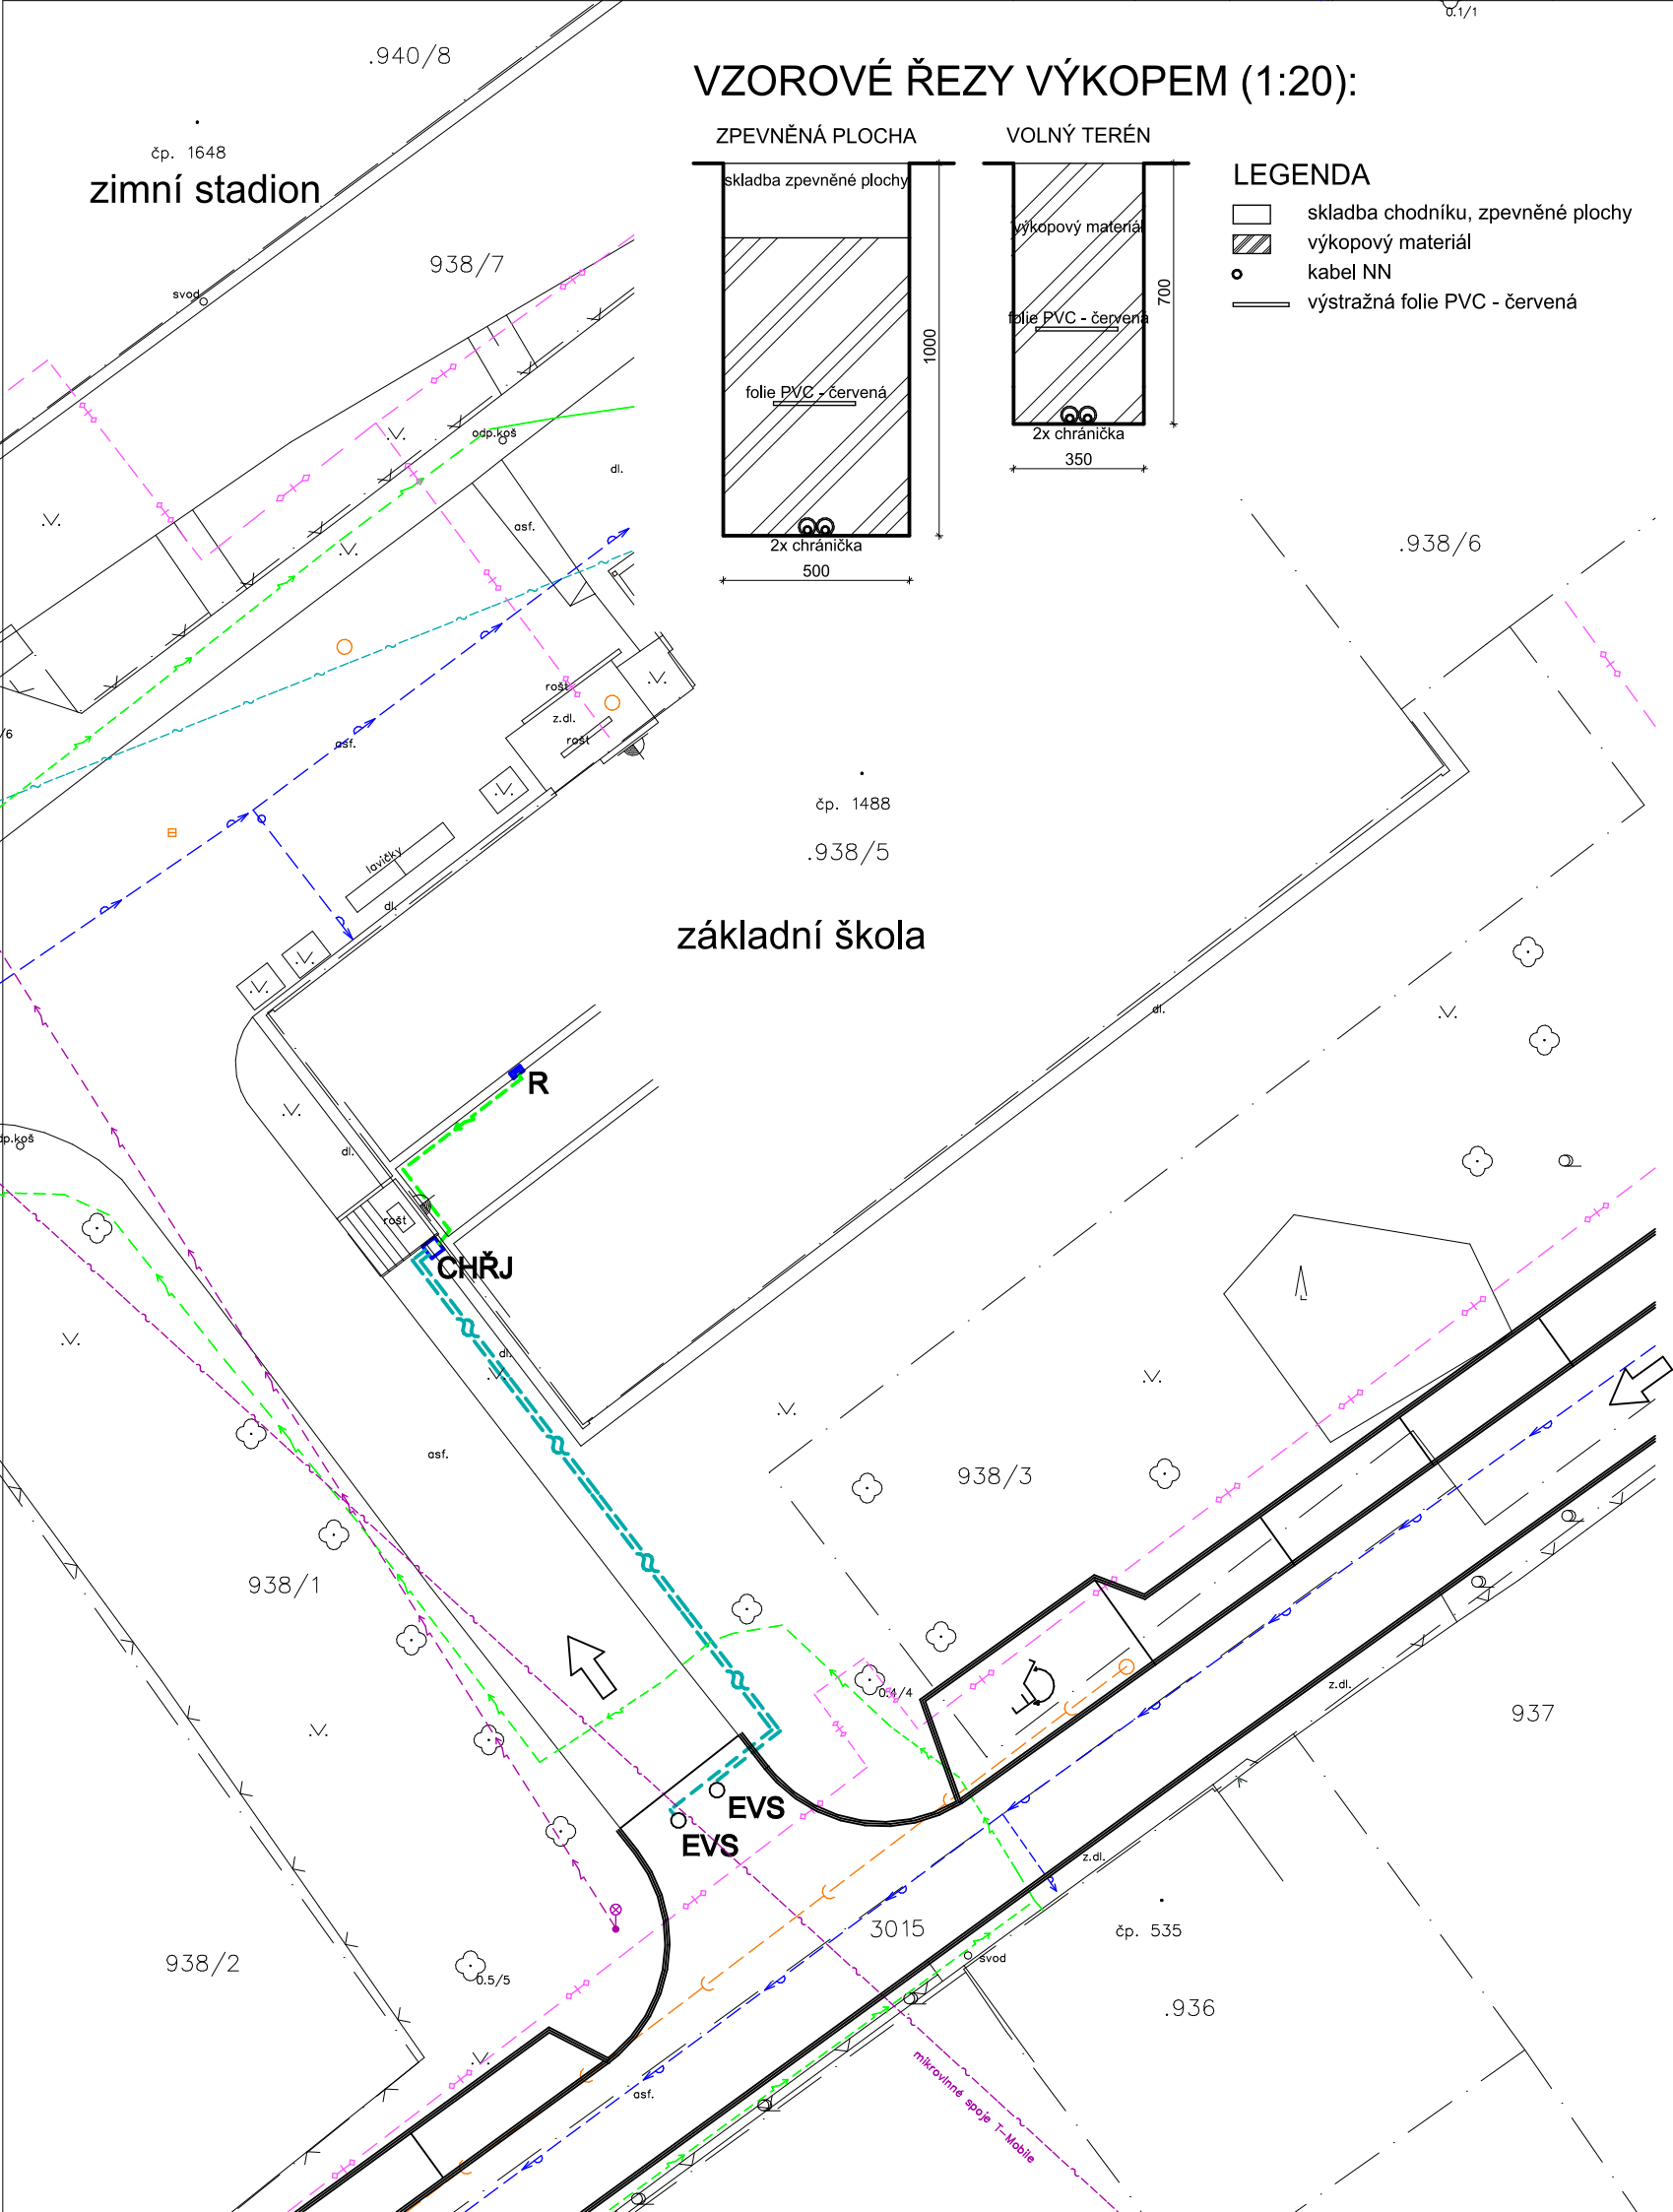 0.1/1
.940/8
VZOROVÉ ŘEZY VÝKOPEM (1:20):
ZPEVNĚNÁ PLOCHA
VOLNÝ TERÉN
čp. 1648
zimní stadion
skladba zpevněné plochy
LEGENDA
skladba chodníku, zpevněné plochy
výkopový materiál
výkopový materiál
kabel NN
výstražná folie PVC - červená
938/7
svod
700
folie PVC - červená
1000
folie PVC - červená
odp.koš
2x chránička
350
dl.
asf.
2x chránička
500
.938/6
rošt
z.dl.
rošt
/6
asf.
čp. 1488
.938/5
lavičky
dl.
základní škola
dl.
R
dp.koš
dl.
rošt
CHŘJ
dl.
asf.
938/3
938/1
0.4/4
z.dl.
937
EVS
EVS
z.dl.
3015
čp. 535
svod
938/2
0.5/5
.936
mikrovinné spoje T-Mobile
asf.